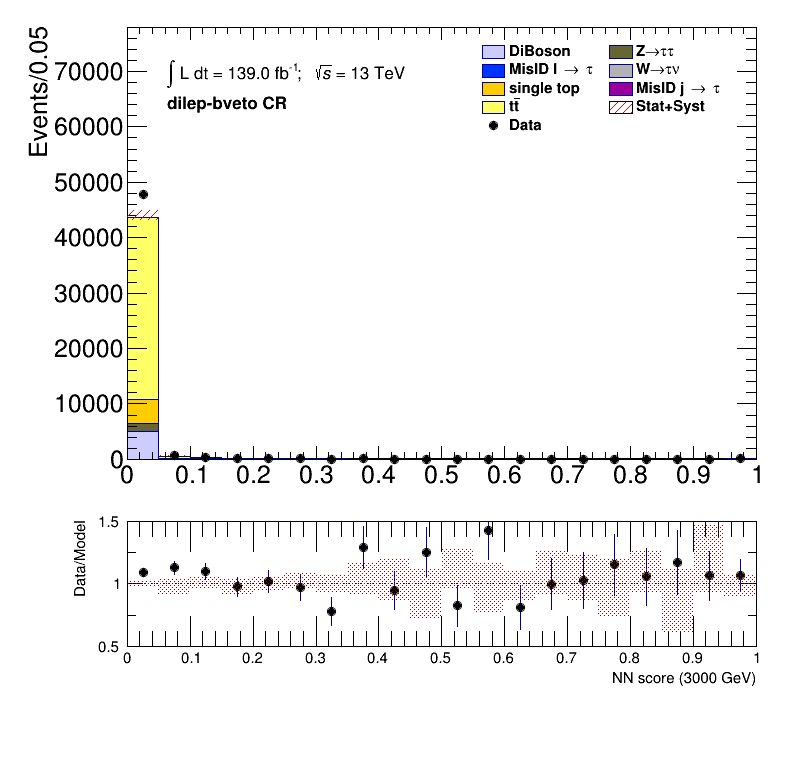 Events/0.05
70000
60000
50000
40000
30000
20000
10000
0
∫ L dt = 139.0 fb⁻¹; √s = 13 TeV
dilep-bveto CR
DiBoson
MisID l → τ
single top
tt̄
Data
Z→ττ
W→τν
MisID j → τ
Stat+Syst
0 0.1 0.2 0.3 0.4 0.5 0.6 0.7 0.8 0.9 1
Data/Model
1.5
1
0.5
0 0.1 0.2 0.3 0.4 0.5 0.6 0.7 0.8 0.9 1
NN score (3000 GeV)